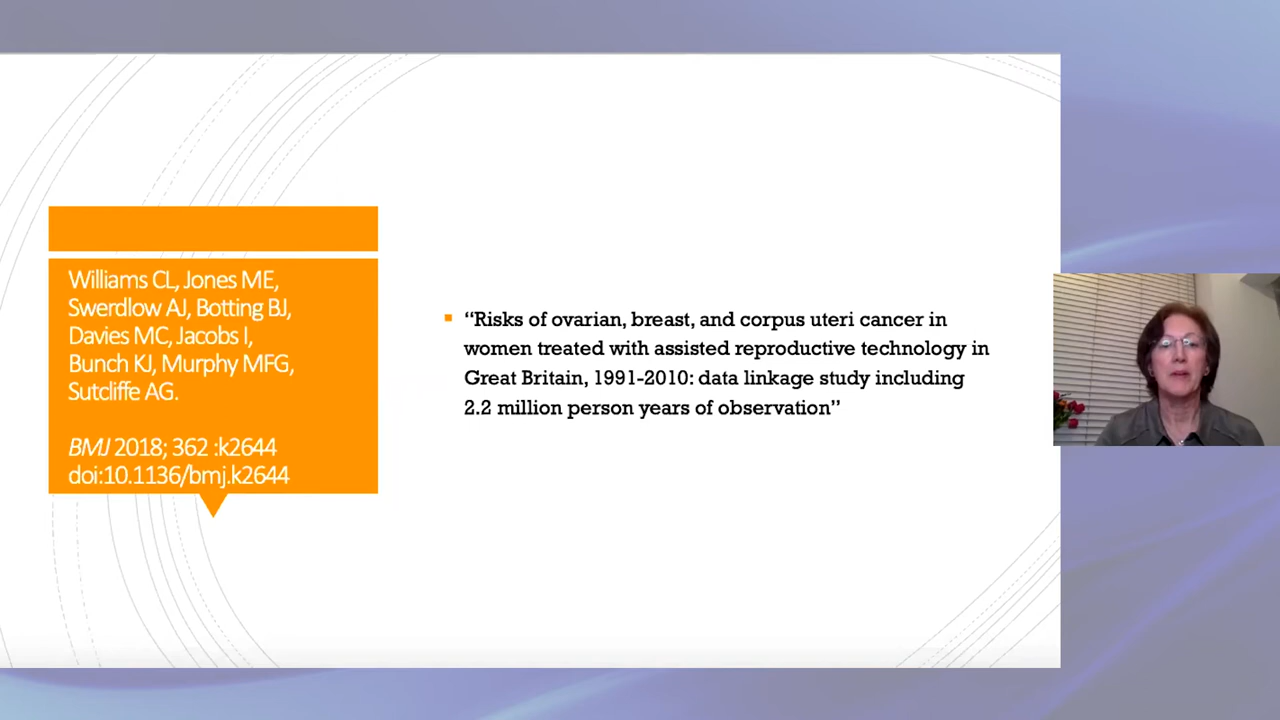 Williams CL, Jones ME,
Swerdlow AJ, Botting BJ,
Davies MC, Jacobs I,
Bunch KJ, Murphy MFG,
Sutcliffe AG.
BMJ 2018; 362 :k2644
doi:10.1136/bmj.k2644
“Risks of ovarian, breast, and corpus uteri cancer in
women treated with assisted reproductive technology in
Great Britain, 1991-2010: data linkage study including
2.2 million person years of observation”